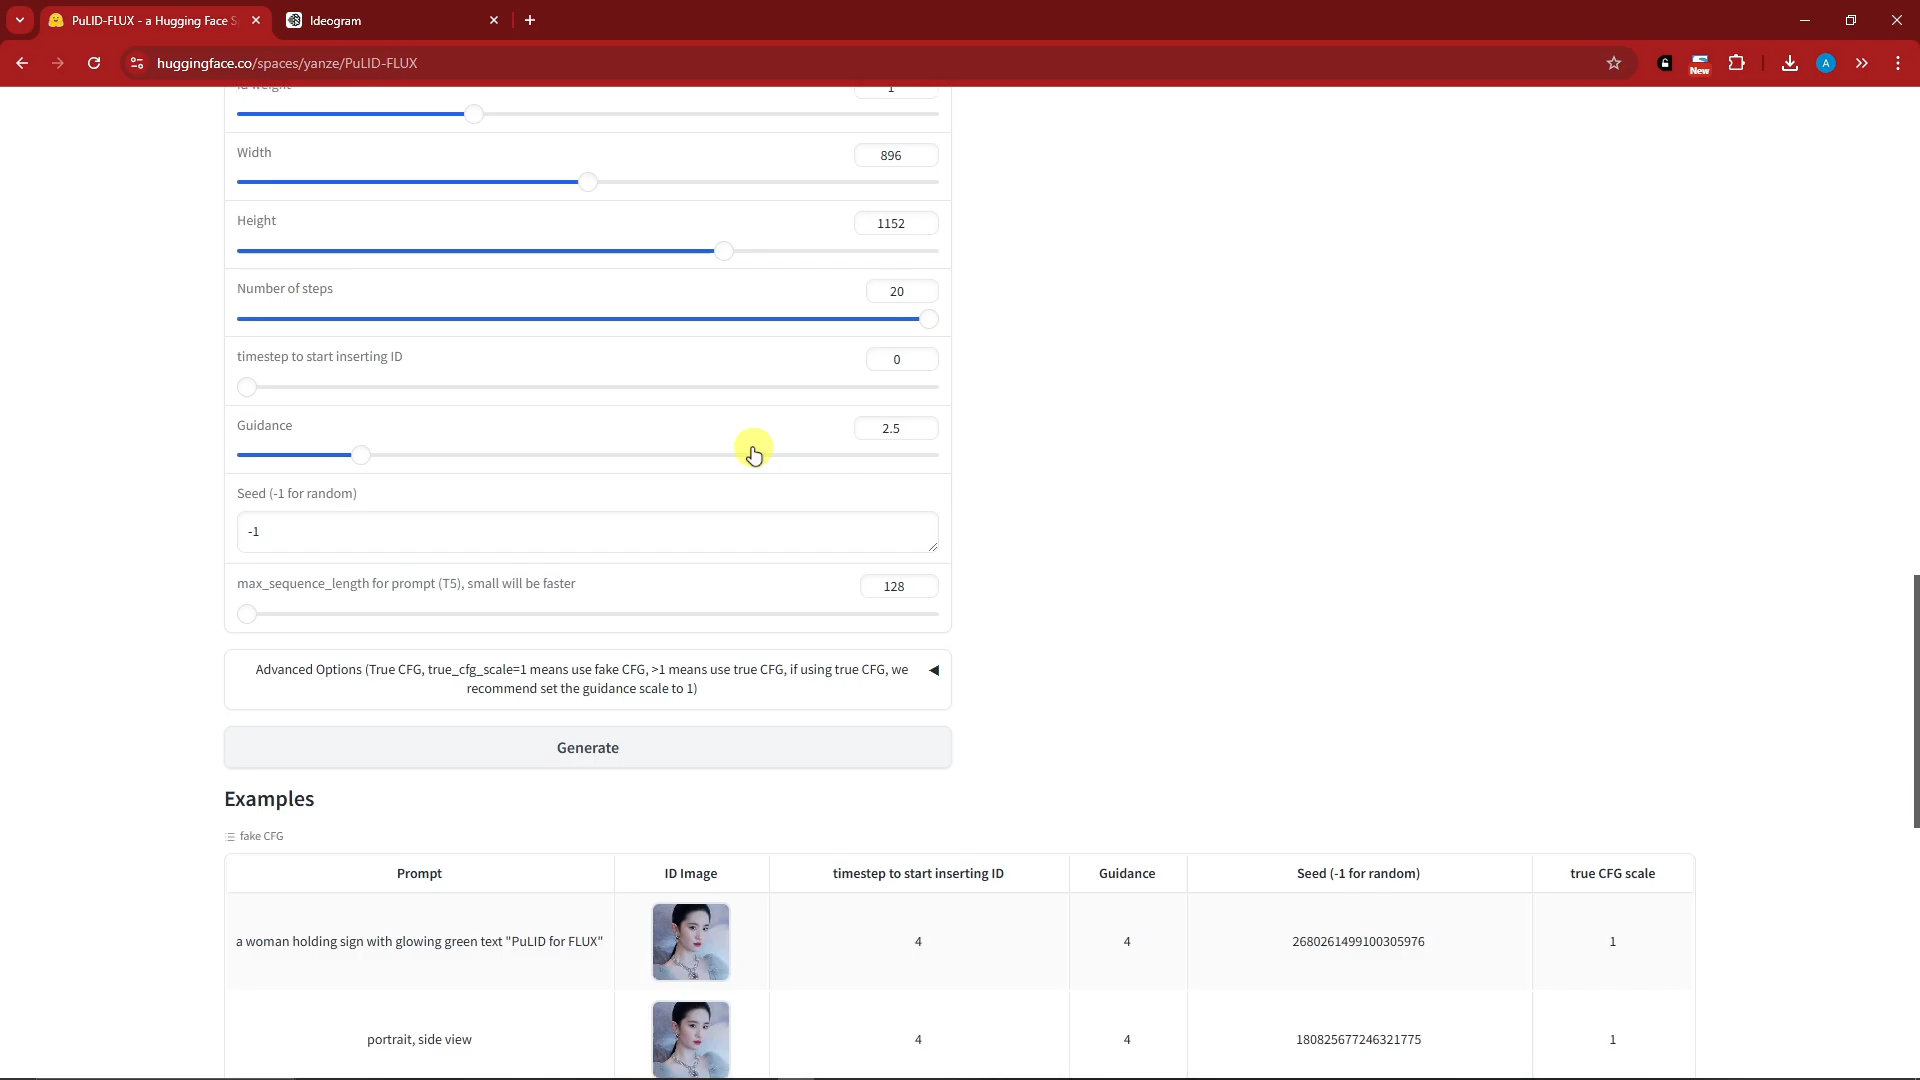 PuLID-FLUX - a Hugging Face S
Ideogram
huggingface.co/spaces/yanze/PuLID-FLUX
New
A
id weight
1
Width
896
Height
1152
Number of steps
20
timestep to start inserting ID
0
Guidance
2.5
Seed (-1 for random)
-1
max_sequence_length for prompt (T5), small will be faster
128
Advanced Options (True CFG, true_cfg_scale=1 means use fake CFG, >1 means use true CFG, if using true CFG, we
recommend set the guidance scale to 1)
Generate
Examples
fake CFG
Prompt ID Image timestep to start inserting ID Guidance Seed (-1 for random) true CFG scale
a woman holding sign with glowing green text "PuLID for FLUX" 4 4 2680261499100305976 1
portrait, side view 4 4 180825677246321775 1